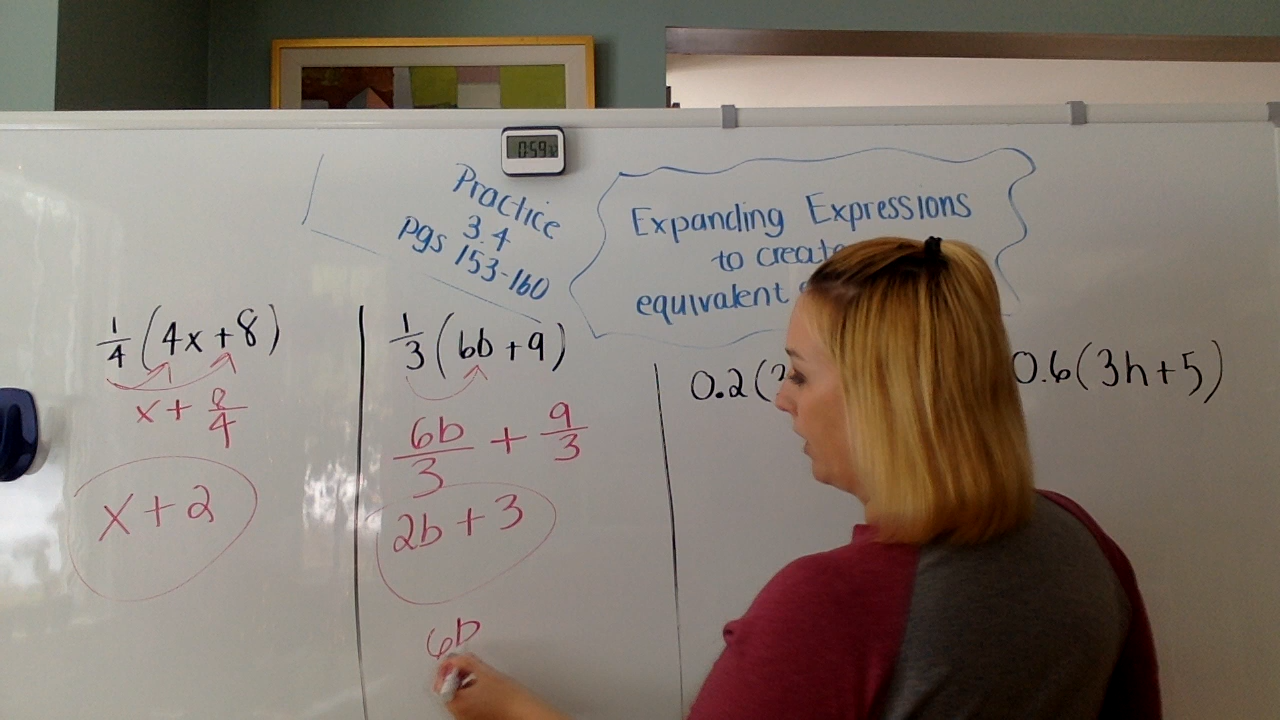 0:59
Practice
3.4
pgs 153-160
Expanding Expressions
to create
equivalent
1/4 (4x+8)
x + 8/4
x + 2
1/3 (6b+9)
6b/3 + 9/3
2b + 3
6b
0.2(
0.6(3h+5)